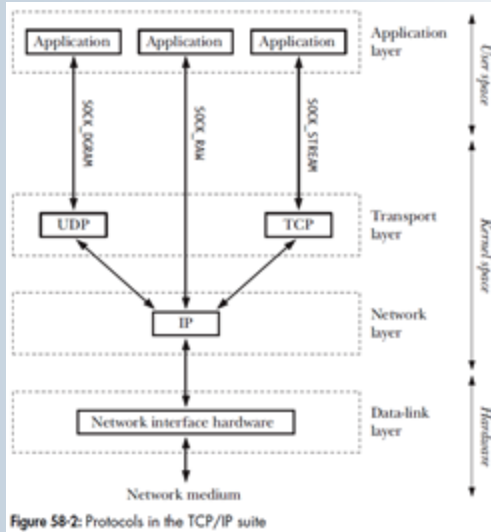 Application Application Application
Application layer
User space
SOCK_DGRAM
SOCK_RAW
SOCK_STREAM
UDP TCP
Transport layer
Kernel space
IP
Network layer
Network interface hardware
Data-link layer
Hardware
Network medium
Figure 58-2: Protocols in the TCP/IP suite